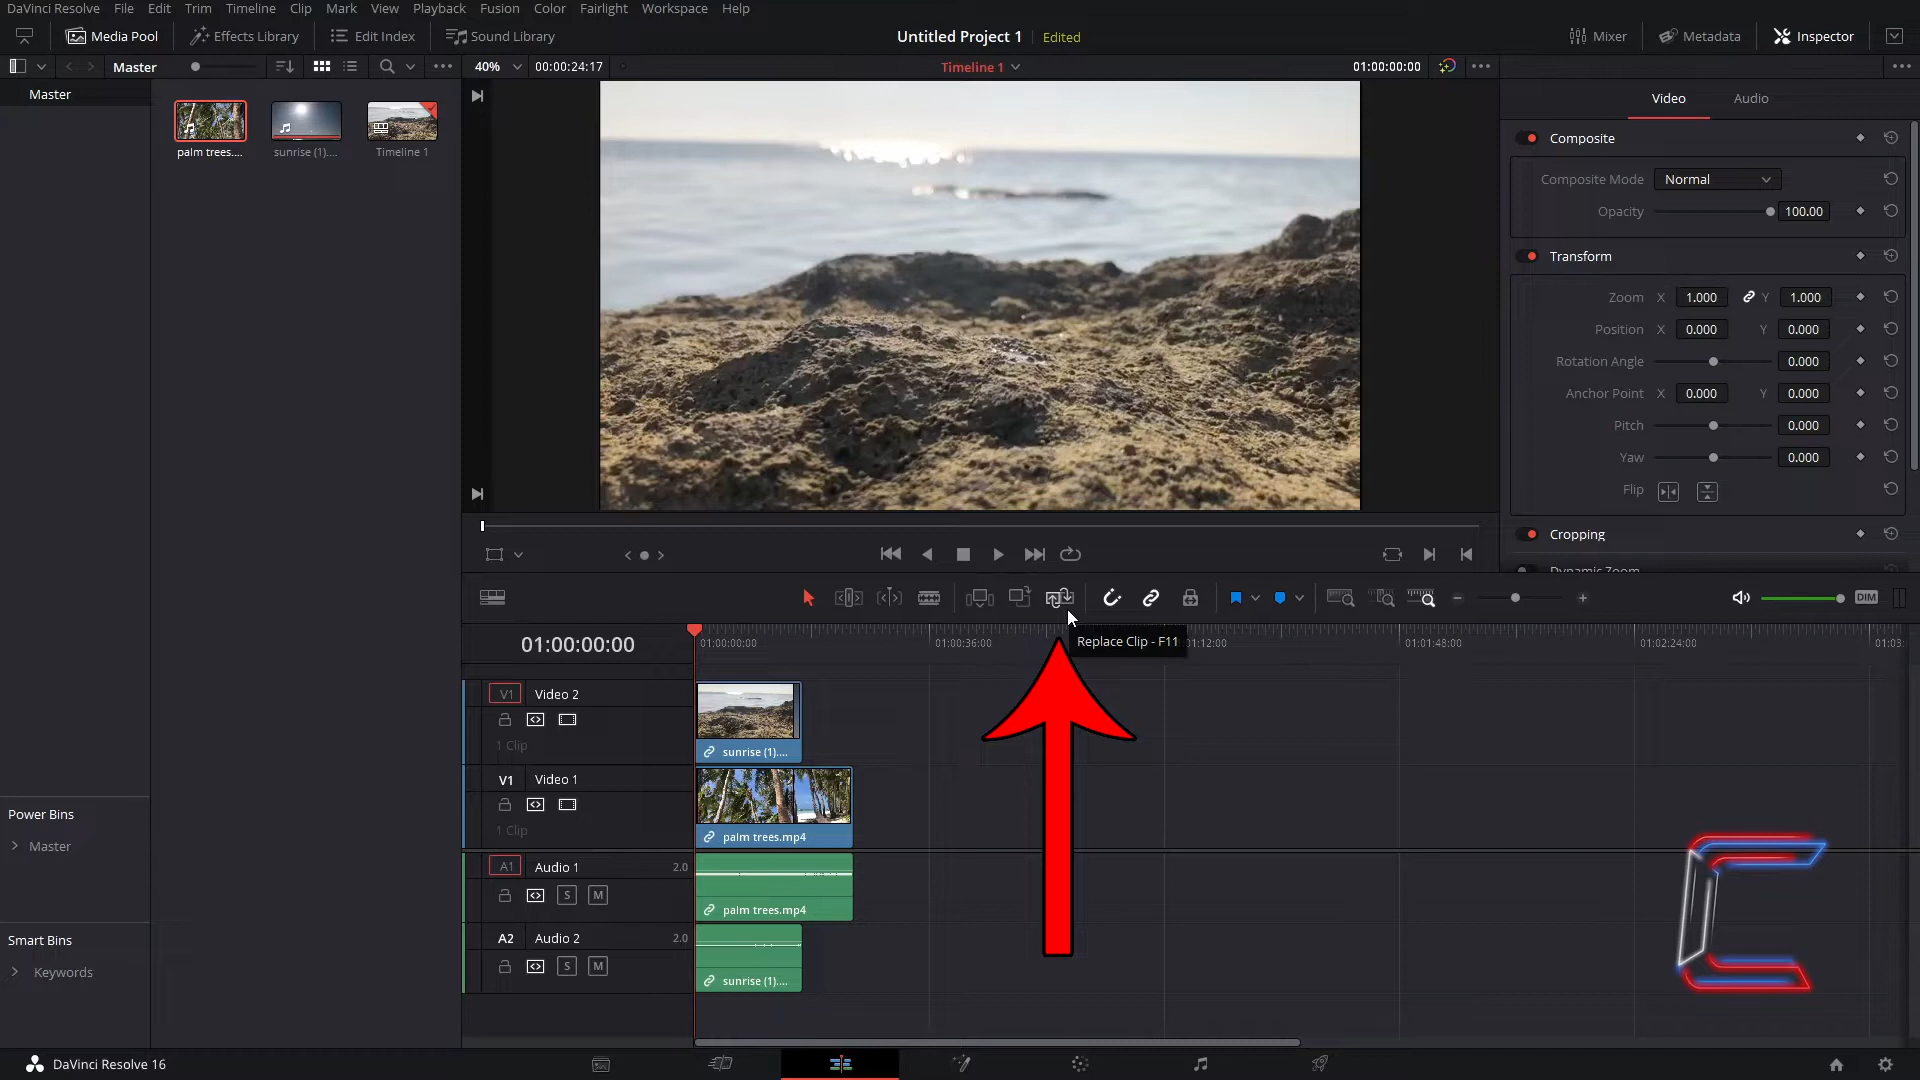 DaVinci Resolve File Edit Trim Timeline Clip Mark View Playback Fusion Color Fairlight Workspace Help
Media Pool Effects Library Edit Index Sound Library Untitled Project 1 Edited Mixer Metadata Inspector
Master 40% 00:00:24:17 Timeline 1 01:00:00:00
Master
palm trees.... sunrise (1).... Timeline 1
Video Audio
Composite
Composite Mode Normal
Opacity 100.00
Transform
Zoom X 1.000 Y 1.000
Position X 0.000 Y 0.000
Rotation Angle 0.000
Anchor Point X 0.000 Y 0.000
Pitch 0.000
Yaw 0.000
Flip
Cropping
Dynamic Zoom
DIM
Replace Clip - F11
01:00:00:00 01:00:00:00 01:00:36:00 :12:00 01:01:48:00 01:02:24:00 01:03:
V1 Video 2
1 Clip
sunrise (1)....
V1 Video 1
1 Clip
palm trees.mp4
A1 Audio 1 2.0
S M
palm trees.mp4
A2 Audio 2 2.0
S M
sunrise (1)....
Power Bins
Master
Smart Bins
Keywords
DaVinci Resolve 16